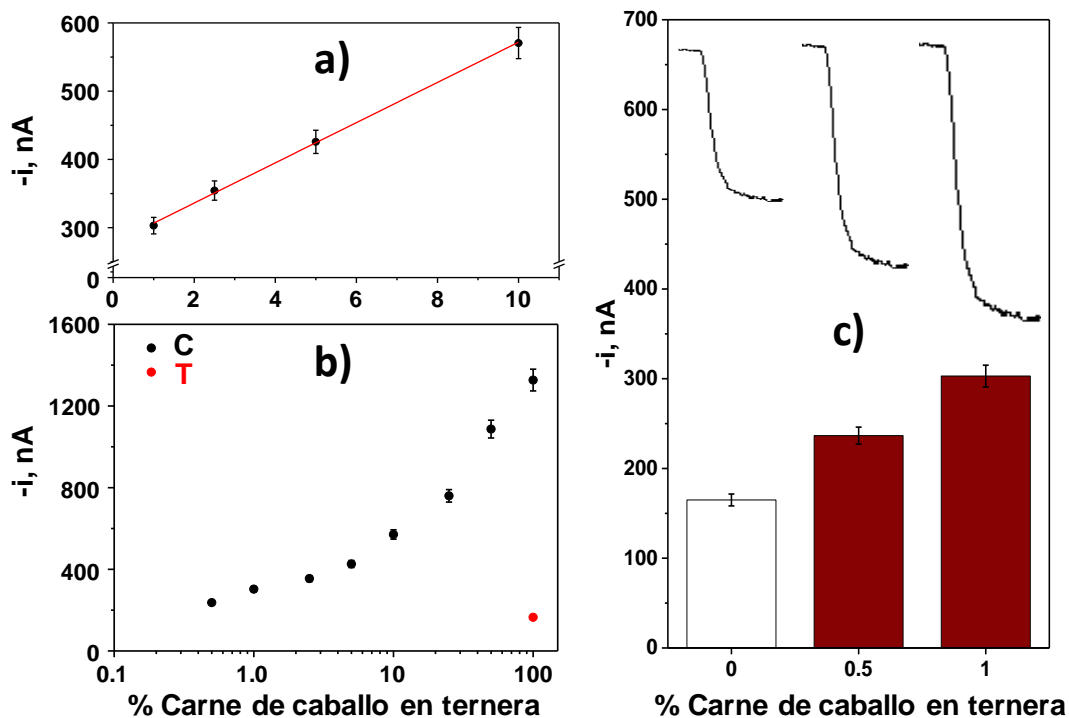 a)
-i, nA
600
500
400
300
0
0 2 4 6 8 10
b)
C
T
-i, nA
1600
1200
800
400
0
0.1 1.0 10 100
% Carne de caballo en ternera
c)
-i, nA
700
600
500
400
300
200
100
0
0 0.5 1
% Carne de caballo en ternera